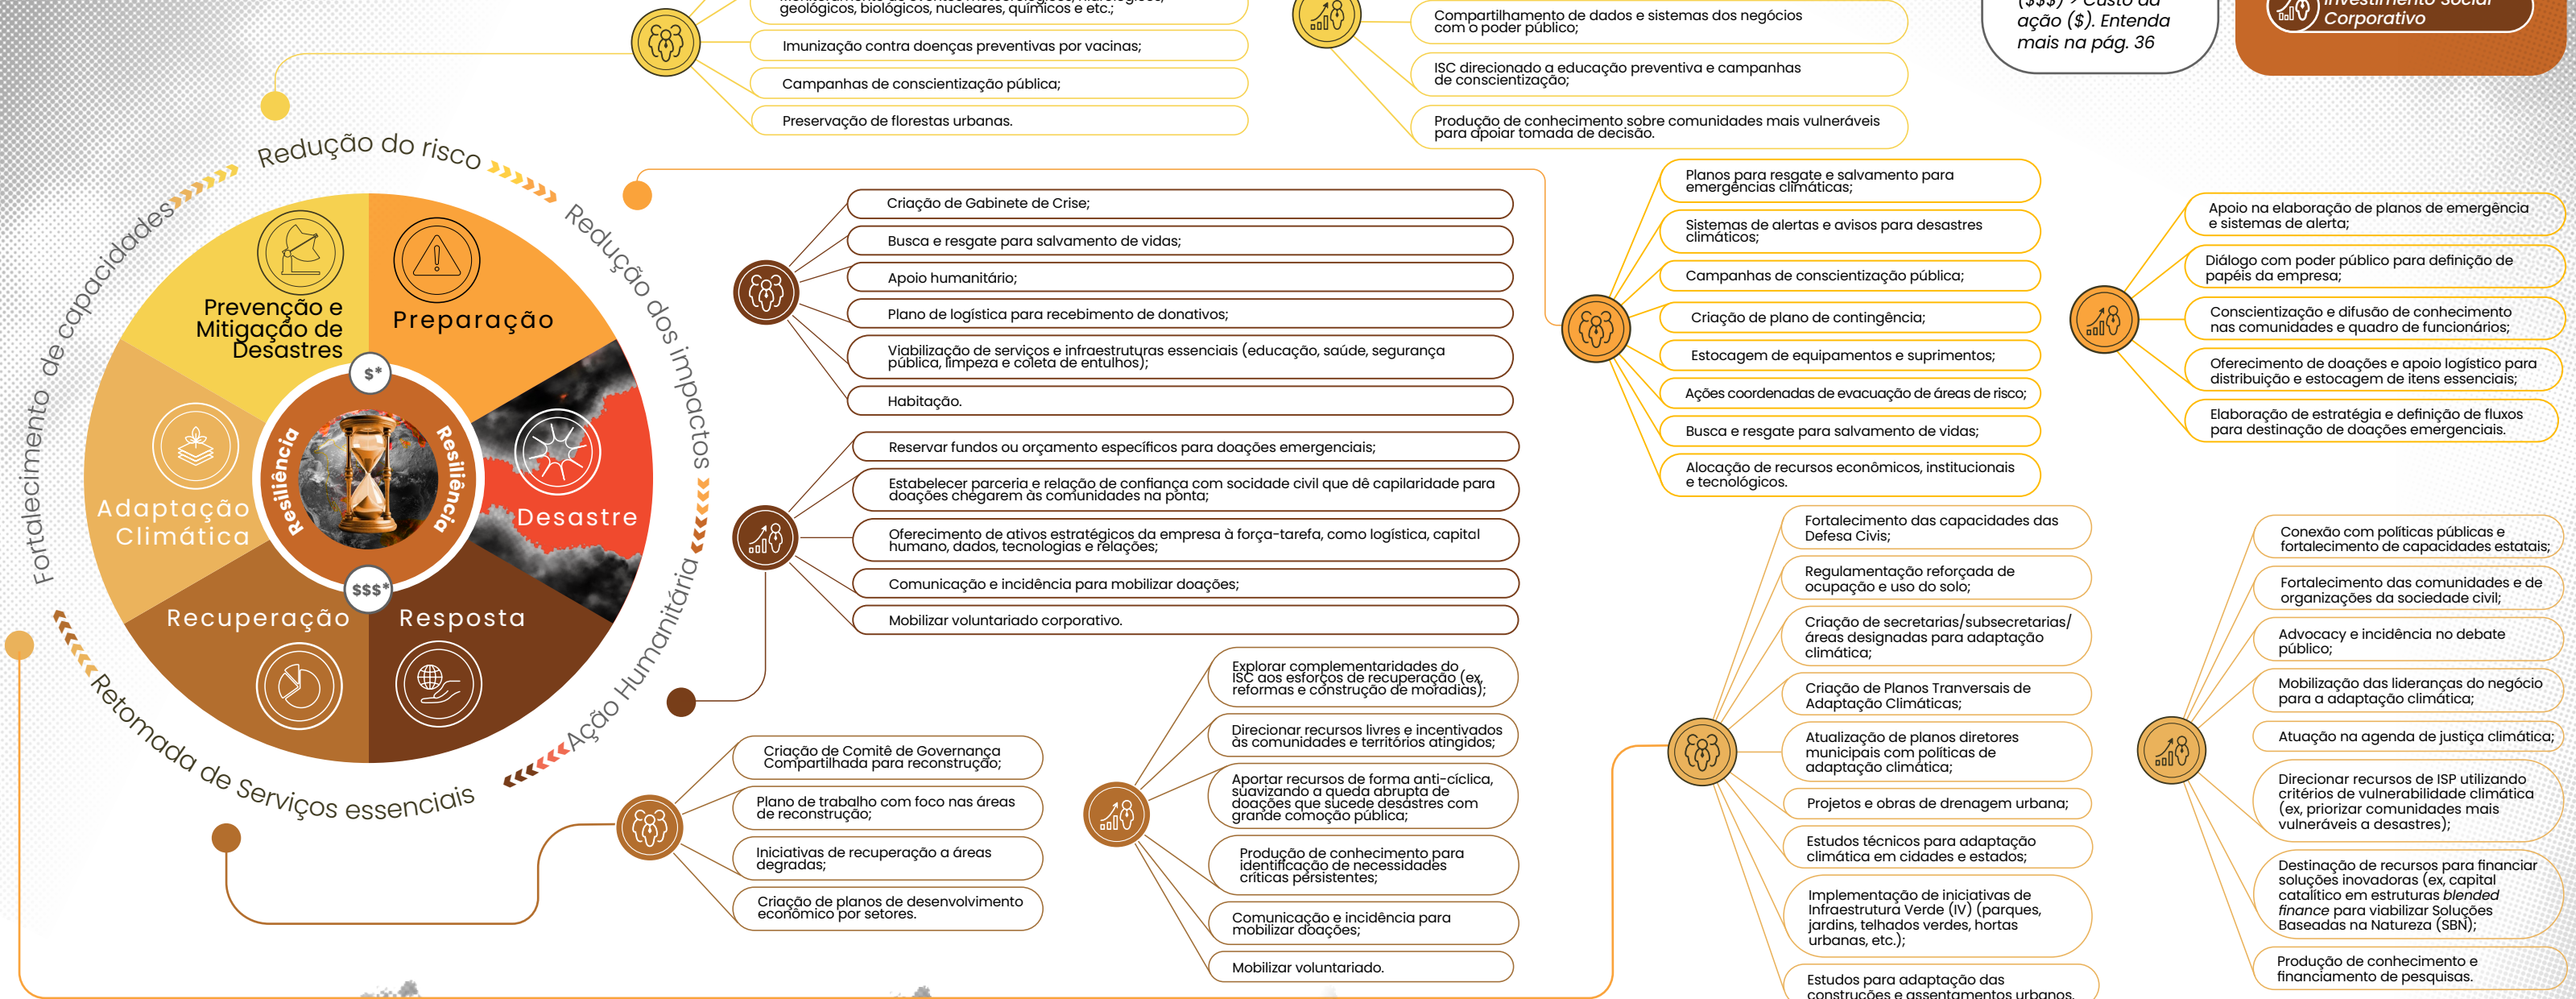 geológicos, biológicos, nucleares, químicos e etc.;
Imunização contra doenças preventivas por vacinas;
Campanhas de conscientização pública;
Preservação de florestas urbanas.
Compartilhamento de dados e sistemas dos negócios
com o poder público;
ISC direcionado a educação preventiva e campanhas
de conscientização;
Produção de conhecimento sobre comunidades mais vulneráveis
para apoiar tomada de decisão.
($$$) > Custo da
ação ($). Entenda
mais na pág. 36
Investimento Social
Corporativo
Redução do risco
Redução dos impactos
Ação Humanitária
Retomada de Serviços essenciais
Fortalecimento de capacidades
Prevenção e
Mitigação de
Desastres
Preparação
Desastre
Resposta
Recuperação
Adaptação
Climática
$*
$$$*
Resiliência
Resiliência
Criação de Gabinete de Crise;
Busca e resgate para salvamento de vidas;
Apoio humanitário;
Plano de logística para recebimento de donativos;
Viabilização de serviços e infraestruturas essenciais (educação, saúde, segurança
pública, limpeza e coleta de entulhos);
Habitação.
Reservar fundos ou orçamento específicos para doações emergenciais;
Estabelecer parceria e relação de confiança com socidade civil que dê capilaridade para
doações chegarem às comunidades na ponta;
Oferecimento de ativos estratégicos da empresa à força-tarefa, como logística, capital
humano, dados, tecnologias e relações;
Comunicação e incidência para mobilizar doações;
Mobilizar voluntariado corporativo.
Planos para resgate e salvamento para
emergências climáticas;
Sistemas de alertas e avisos para desastres
climáticos;
Campanhas de conscientização pública;
Criação de plano de contingência;
Estocagem de equipamentos e suprimentos;
Ações coordenadas de evacuação de áreas de risco;
Busca e resgate para salvamento de vidas;
Alocação de recursos econômicos, institucionais
e tecnológicos.
Apoio na elaboração de planos de emergência
e sistemas de alerta;
Diálogo com poder público para definição de
papéis da empresa;
Conscientização e difusão de conhecimento
nas comunidades e quadro de funcionários;
Oferecimento de doações e apoio logístico para
distribuição e estocagem de itens essenciais;
Elaboração de estratégia e definição de fluxos
para destinação de doações emergenciais.
Criação de Comitê de Governança
Compartilhada para reconstrução;
Plano de trabalho com foco nas áreas
de reconstrução;
Iniciativas de recuperação a áreas
degradas;
Criação de planos de desenvolvimento
econômico por setores.
Explorar complementaridades do
ISC aos esforços de recuperação (ex,
reformas e construção de moradias);
Direcionar recursos livres e incentivados
às comunidades e territórios atingidos;
Aportar recursos de forma anti-cíclica,
suavizando a queda abrupta de
doações que sucede desastres com
grande comoção pública;
Produção de conhecimento para
identificação de necessidades
críticas persistentes;
Comunicação e incidência para
mobilizar doações;
Mobilizar voluntariado.
Fortalecimento das capacidades das
Defesa Civis;
Regulamentação reforçada de
ocupação e uso do solo;
Criação de secretarias/subsecretarias/
áreas designadas para adaptação
climática;
Criação de Planos Tranversais de
Adaptação Climáticas;
Atualização de planos diretores
municipais com políticas de
adaptação climática;
Projetos e obras de drenagem urbana;
Estudos técnicos para adaptação
climática em cidades e estados;
Implementação de iniciativas de
Infraestrutura Verde (IV) (parques,
jardins, telhados verdes, hortas
urbanas, etc.);
Estudos para adaptação das
construções e assentamentos urbanos.
Conexão com políticas públicas e
fortalecimento de capacidades estatais;
Fortalecimento das comunidades e de
organizações da sociedade civil;
Advocacy e incidência no debate
público;
Mobilização das lideranças do negócio
para a adaptação climática;
Atuação na agenda de justiça climática;
Direcionar recursos de ISP utilizando
critérios de vulnerabilidade climática
(ex, priorizar comunidades mais
vulneráveis a desastres);
Destinação de recursos para financiar
soluções inovadoras (ex, capital
catalítico em estruturas blended
finance para viabilizar Soluções
Baseadas na Natureza (SBN);
Produção de conhecimento e
financiamento de pesquisas.